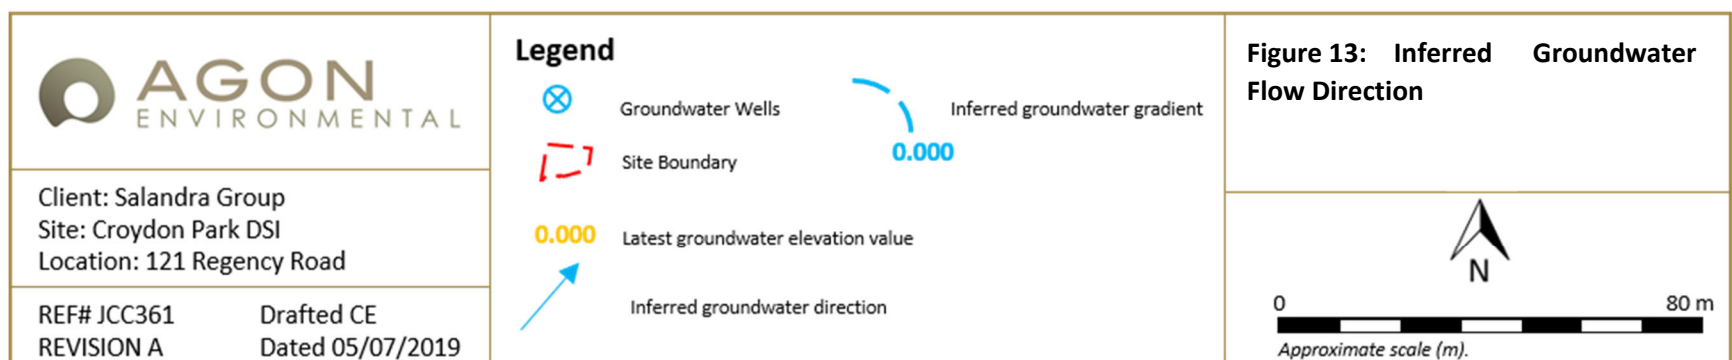 AGON
ENVIRONMENTAL
Client: Salandra Group
Site: Croydon Park DSI
Location: 121 Regency Road
REF# JCC361 Drafted CE
REVISION A Dated 05/07/2019
Legend
Groundwater Wells
Site Boundary
0.000 Latest groundwater elevation value
Inferred groundwater direction
Inferred groundwater gradient
0.000
Figure 13: Inferred Groundwater
Flow Direction
N
0 80 m
Approximate scale (m).